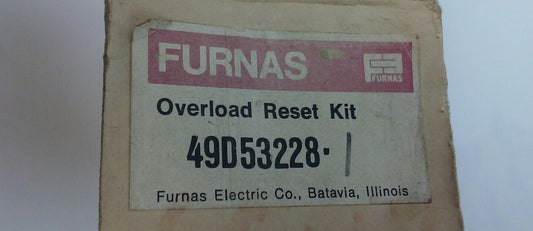 FURNAS
FURNAS
Overload Reset Kit
49D53228-1
Furnas Electric Co., Batavia, Illinois